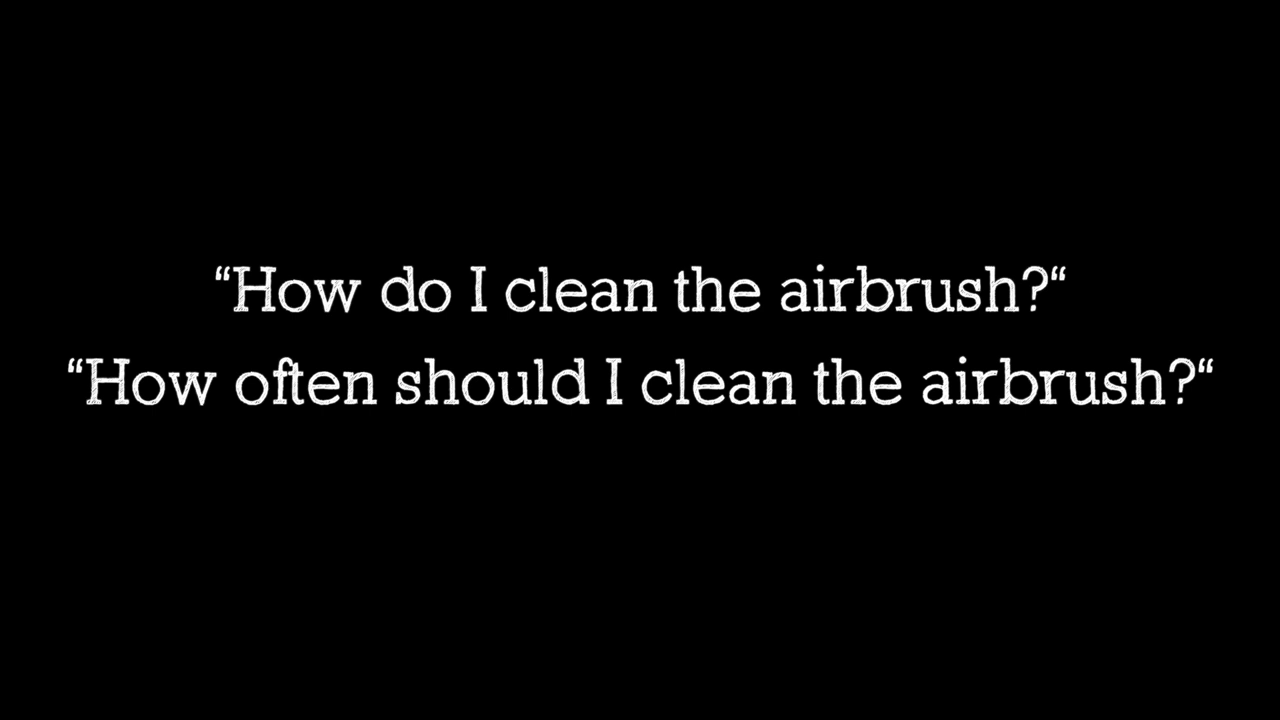 “How do I clean the airbrush?“
“How often should I clean the airbrush?“